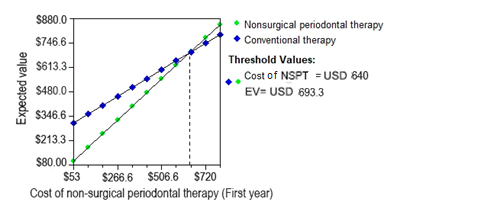 $880.0
$746.6
$613.3
$480.0
$346.6
$213.3
$80.00
Expected value
$53
$266.6
$506.6
$720
Cost of non-surgical periodontal therapy (First year)
Nonsurgical periodontal therapy
Conventional therapy
Threshold Values:
Cost of NSPT = USD 640
EV= USD 693.3